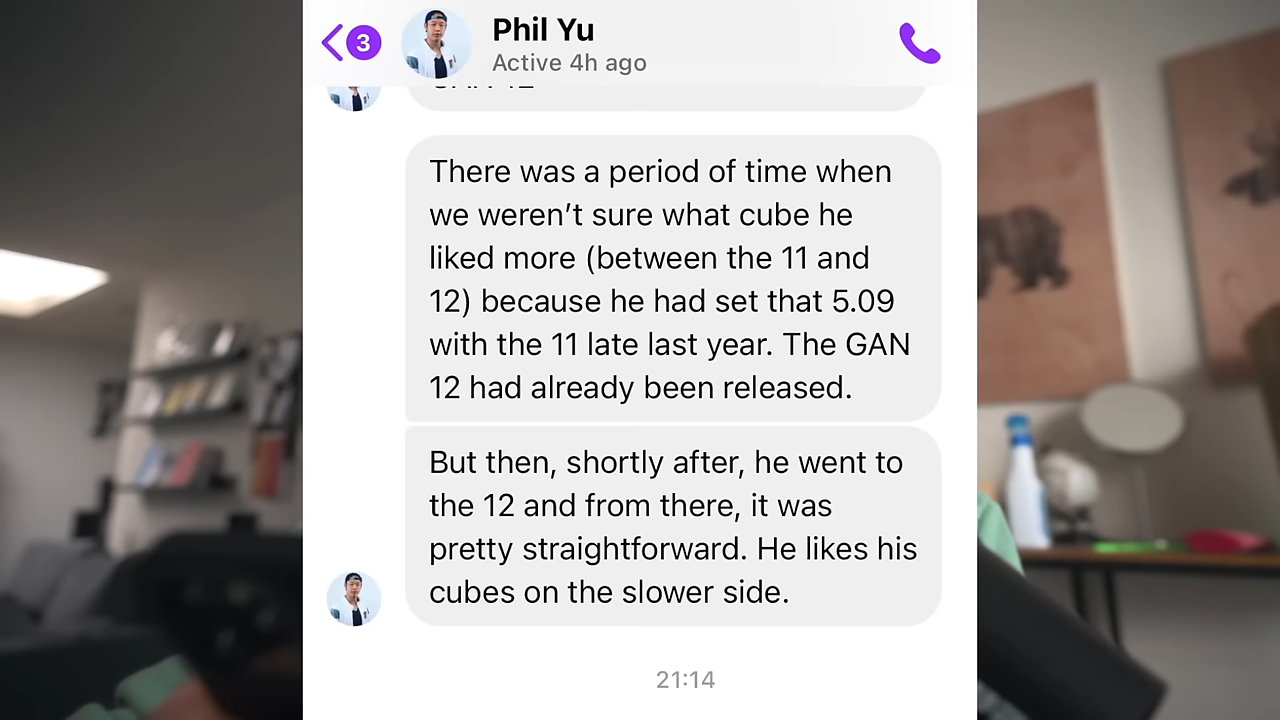 3
Phil Yu
Active 4h ago
There was a period of time when
we weren’t sure what cube he
liked more (between the 11 and
12) because he had set that 5.09
with the 11 late last year. The GAN
12 had already been released.
But then, shortly after, he went to
the 12 and from there, it was
pretty straightforward. He likes his
cubes on the slower side.
21:14